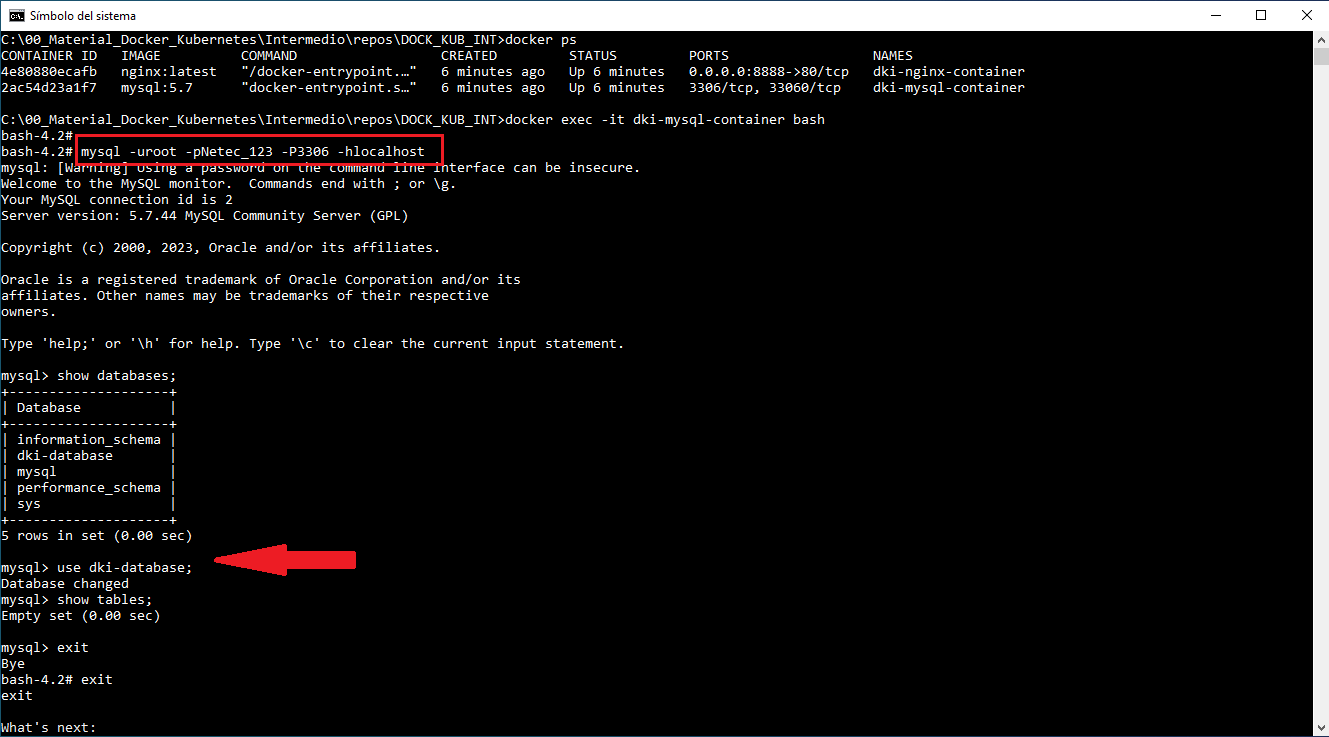 Símbolo del sistema
C:\00_Material_Docker_Kubernetes\Intermedio\repos\DOCK_KUB_INT>docker ps
CONTAINER ID   IMAGE          COMMAND                  CREATED         STATUS         PORTS                  NAMES
4e80880ecafb   nginx:latest   "/docker-entrypoint.…"   6 minutes ago   Up 6 minutes   0.0.0.0:8888->80/tcp   dki-nginx-container
2ac54d23a1f7   mysql:5.7      "docker-entrypoint.s…"   6 minutes ago   Up 6 minutes   3306/tcp, 33060/tcp    dki-mysql-container
C:\00_Material_Docker_Kubernetes\Intermedio\repos\DOCK_KUB_INT>docker exec -it dki-mysql-container bash
bash-4.2#
bash-4.2# mysql -uroot -pNetec_123 -P3306 -hlocalhost
mysql: [Warning] Using a password on the command line interface can be insecure.
Welcome to the MySQL monitor.  Commands end with ; or \g.
Your MySQL connection id is 2
Server version: 5.7.44 MySQL Community Server (GPL)
Copyright (c) 2000, 2023, Oracle and/or its affiliates.
Oracle is a registered trademark of Oracle Corporation and/or its
affiliates. Other names may be trademarks of their respective
owners.
Type 'help;' or '\h' for help. Type '\c' to clear the current input statement.
mysql> show databases;
+--------------------+
| Database           |
+--------------------+
| information_schema |
| dki-database       |
| mysql              |
| performance_schema |
| sys                |
+--------------------+
5 rows in set (0.00 sec)
mysql> use dki-database;
Database changed
mysql> show tables;
Empty set (0.00 sec)
mysql> exit
Bye
bash-4.2# exit
exit
What's next: